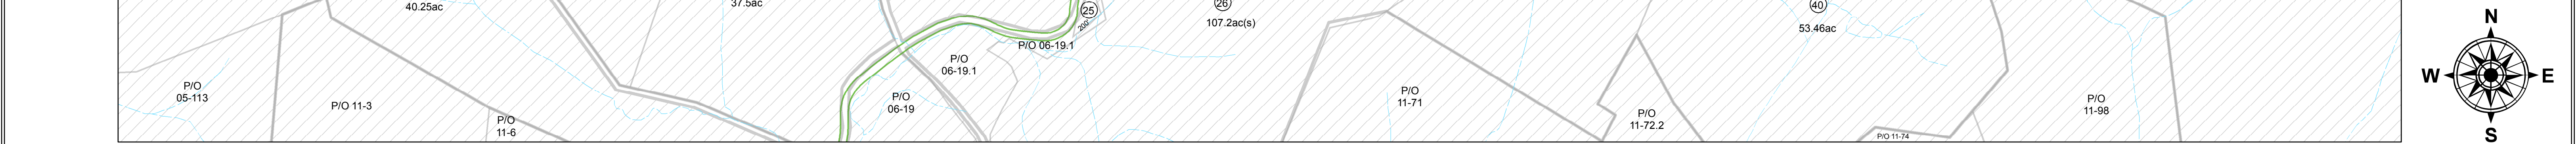 40.25ac
37.5ac
25
200'
26
107.2ac(s)
40
53.46ac
P/O 06-19.1
P/O
06-19.1
P/O
05-113
P/O 11-3
P/O
11-6
P/O
06-19
P/O
11-71
P/O
11-72.2
P/O 11-74
P/O
11-98
N
W
E
S